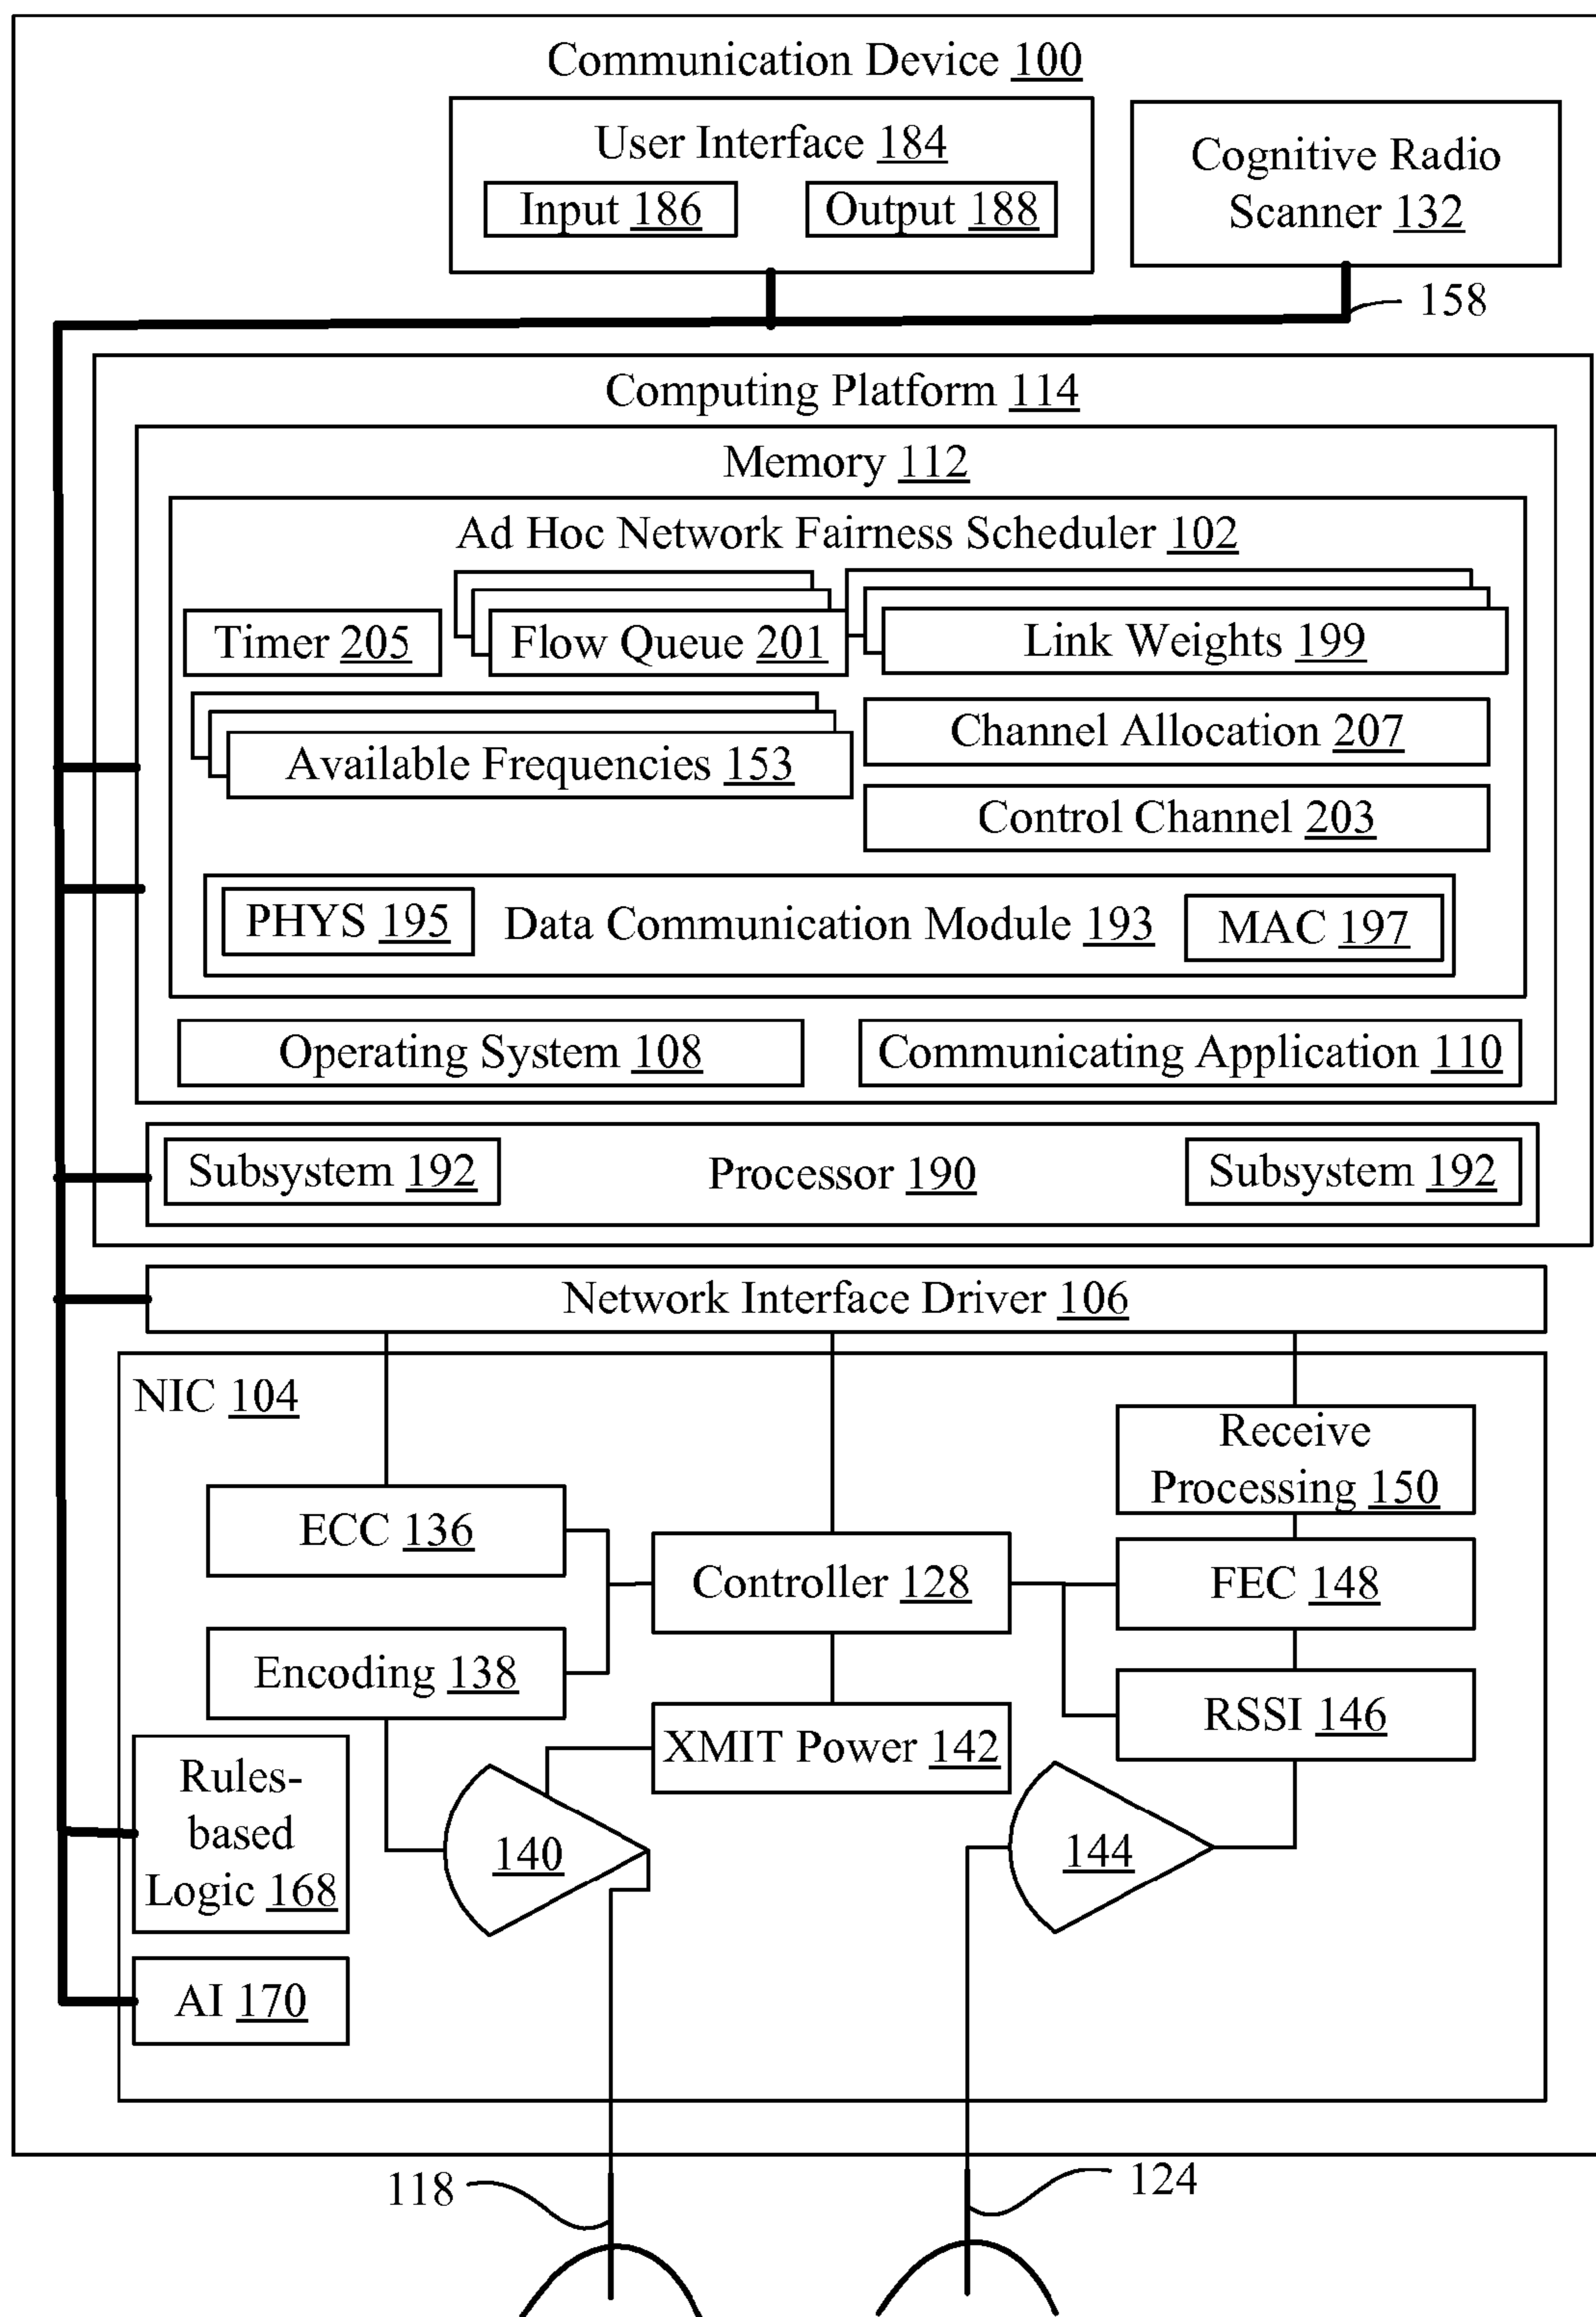 Communication Device 100
User Interface 184
Input 186
Output 188
Cognitive Radio
Scanner 132
158
Computing Platform 114
Memory 112
Ad Hoc Network Fairness Scheduler 102
Timer 205
Flow Queue 201
Link Weights 199
Available Frequencies 153
Channel Allocation 207
Control Channel 203
PHYS 195
Data Communication Module 193
MAC 197
Operating System 108
Communicating Application 110
Subsystem 192
Processor 190
Subsystem 192
Network Interface Driver 106
NIC 104
Receive
Processing 150
ECC 136
Controller 128
FEC 148
Encoding 138
RSSI 146
XMIT Power 142
Rules-
based
Logic 168
140
144
AI 170
118
124